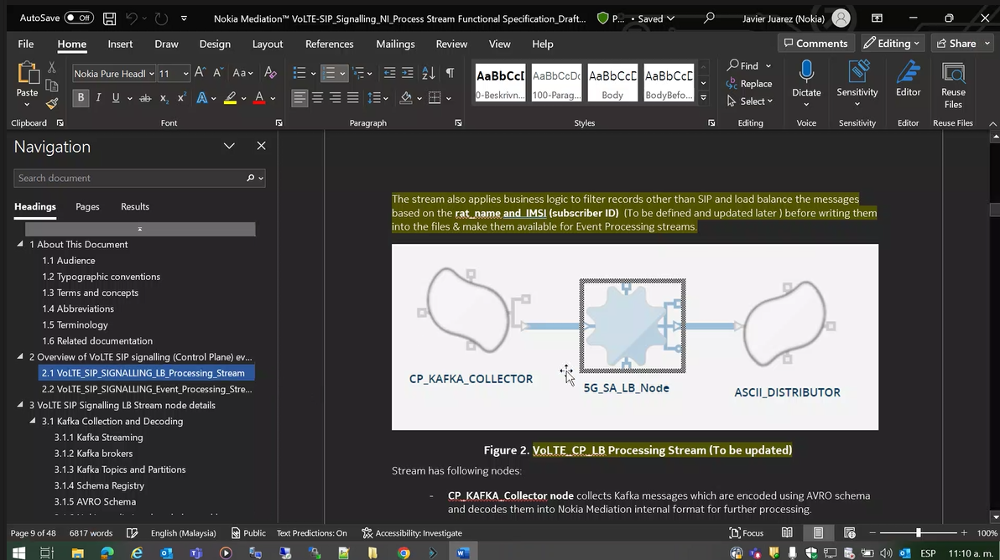 AutoSave Off Nokia Mediation™ VoLTE-SIP_Signalling_NI_Process Stream Functional Specification_Draft... P... • Saved Javier Juarez (Nokia)
File Home Insert Draw Design Layout References Mailings Review View Help Comments Editing Share
Paste Nokia Pure Headl 11 Find Replace Select Dictate Sensitivity Editor Reuse Files
AaBbCcI AaBbCcDc AaBbCcDc AaBbCcDc
0-Beskrivn... 100-Parag... Body BodyBefo...
Clipboard Font Paragraph Styles Editing Voice Sensitivity Editor Reuse Files
Navigation
Search document
Headings Pages Results
1 About This Document
1.1 Audience
1.2 Typographic conventions
1.3 Terms and concepts
1.4 Abbreviations
1.5 Terminology
1.6 Related documentation
2 Overview of VoLTE SIP signalling (Control Plane) ev...
2.1 VoLTE_SIP_SIGNALLING_LB_Processing_Stream
2.2 VoLTE_SIP_SIGNALLING_Event_Processing_Stre...
3 VoLTE SIP Signalling LB Stream node details
3.1 Kafka Collection and Decoding
3.1.1 Kafka Streaming
3.1.2 Kafka brokers
3.1.3 Kafka Topics and Partitions
3.1.4 Schema Registry
3.1.5 AVRO Schema
The stream also applies business logic to filter records other than SIP and load balance the messages
based on the rat_name and IMSI (subscriber ID) (To be defined and updated later ) before writing them
into the files & make them available for Event Processing streams.
CP_KAFKA_COLLECTOR
5G_SA_LB_Node
ASCII_DISTRIBUTOR
Figure 2. VoLTE_CP_LB Processing Stream (To be updated)
Stream has following nodes:
- CP_KAFKA_Collector node collects Kafka messages which are encoded using AVRO schema
and decodes them into Nokia Mediation internal format for further processing.
Page 9 of 48 6817 words English (Malaysia) Public Text Predictions: On Accessibility: Investigate Focus 100%
ESP 11:10 a. m.